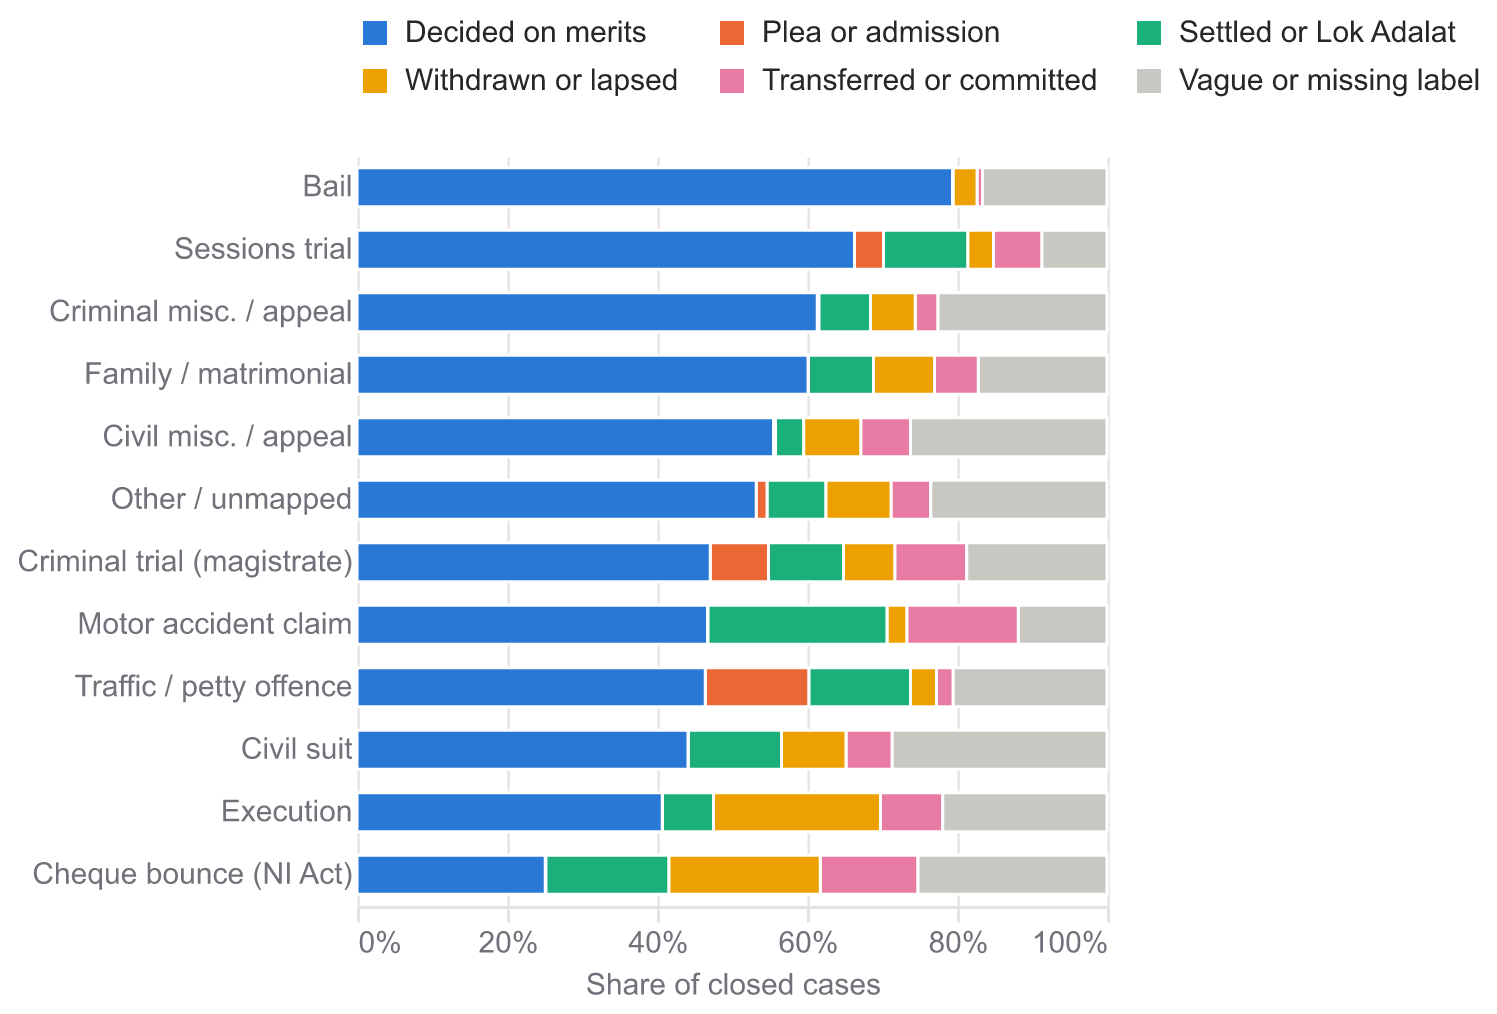 Decided on merits
Plea or admission
Settled or Lok Adalat
Withdrawn or lapsed
Transferred or committed
Vague or missing label
Bail
Sessions trial
Criminal misc. / appeal
Family / matrimonial
Civil misc. / appeal
Other / unmapped
Criminal trial (magistrate)
Motor accident claim
Traffic / petty offence
Civil suit
Execution
Cheque bounce (NI Act)
0% 20% 40% 60% 80% 100%
Share of closed cases